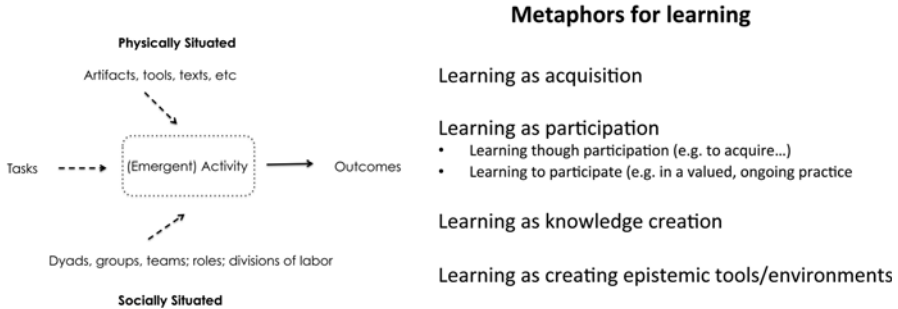 Physically Situated
Artifacts, tools, texts, etc
Tasks
(Emergent) Activity
Outcomes
Dyads, groups, teams; roles; divisions of labor
Socially Situated
Metaphors for learning
Learning as acquisition
Learning as participation
• Learning though participation (e.g. to acquire…)
• Learning to participate (e.g. in a valued, ongoing practice
Learning as knowledge creation
Learning as creating epistemic tools/environments